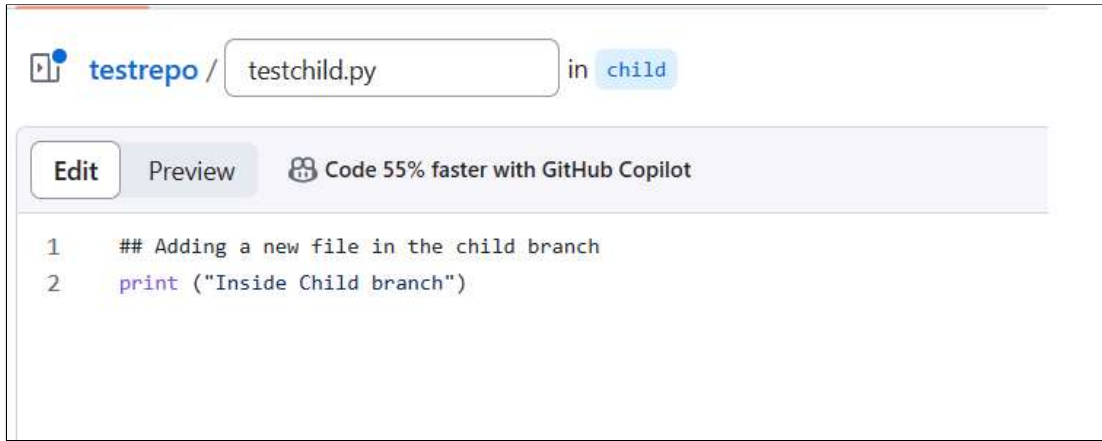 testrepo / testchild.py in child
Edit Preview Code 55% faster with GitHub Copilot
1 ## Adding a new file in the child branch
2 print ("Inside Child branch")